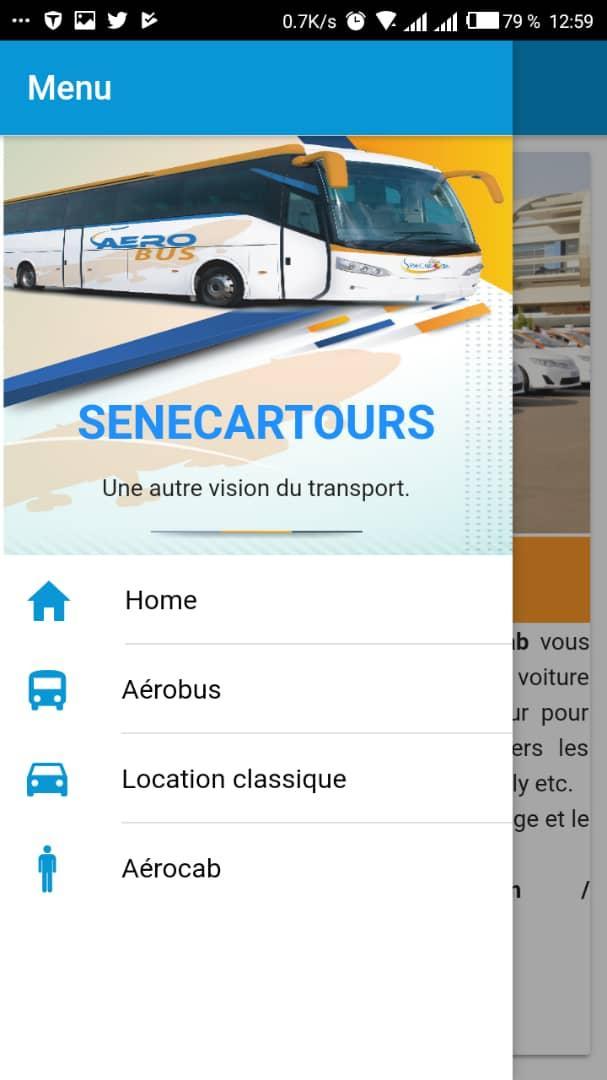 0.7K/s 79 % 12:59
Menu
AERO
BUS
SENECARTOURS
Une autre vision du transport.
Home
Aérobus
Location classique
Aérocab
b vous
voiture
ur pour
ers les
ly etc.
ge et le
n /